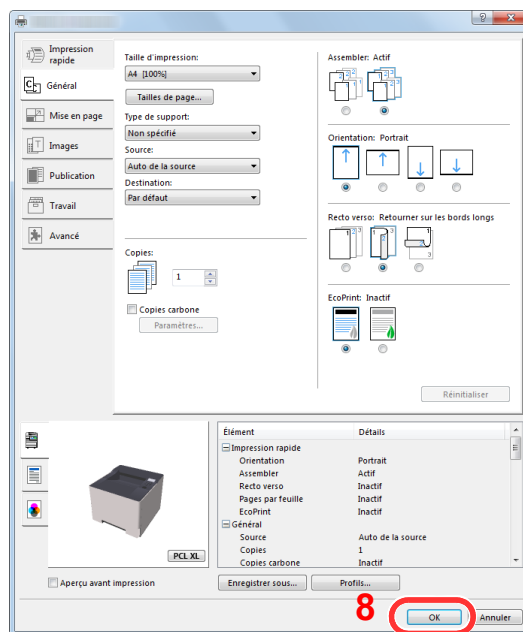 Impression
rapide
Général
Mise en page
Images
Publication
Travail
Avancé
Taille d'impression:
A4 [100%]
Tailles de page...
Type de support:
Non spécifié
Source:
Auto de la source
Destination:
Par défaut
Copies:
1
Copies carbone
Paramétres...
Assembler: Actif
Orientation: Portrait
Recto verso: Retourner sur les bords longs
EcoPrint: Inactif
Réinitialiser
PCL XL
Aperçu avant impression
Élément Détails
Impression rapide
Orientation Portrait
Assembler Actif
Recto verso Inactif
Pages par feuille Inactif
EcoPrint Inactif
Général
Source Auto de la source
Copies 1
Copies carbone Inactif
Enregistrer sous... Profils...
8
OK Annuler